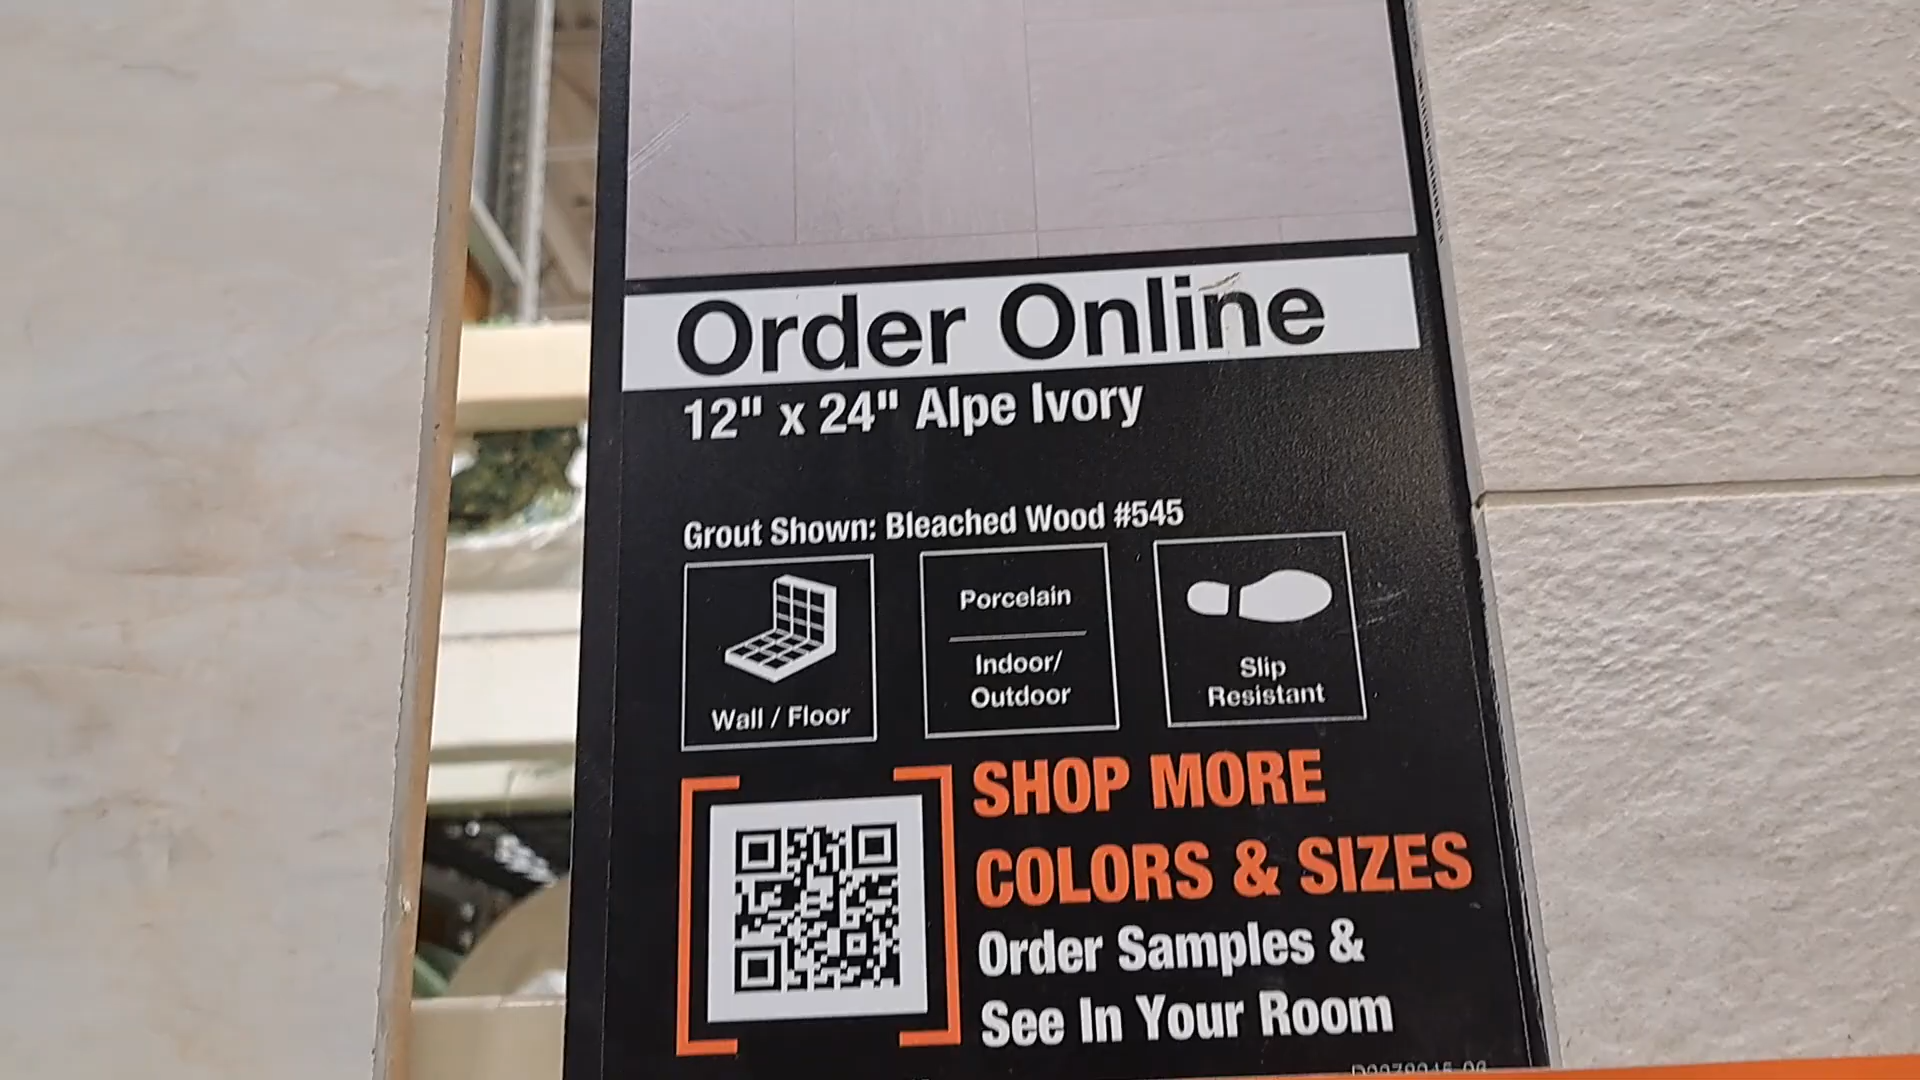 Order Online
12" x 24" Alpe Ivory
Grout Shown: Bleached Wood #545
Wall / Floor
Porcelain
Indoor/
Outdoor
Slip
Resistant
SHOP MORE
COLORS & SIZES
Order Samples &
See In Your Room